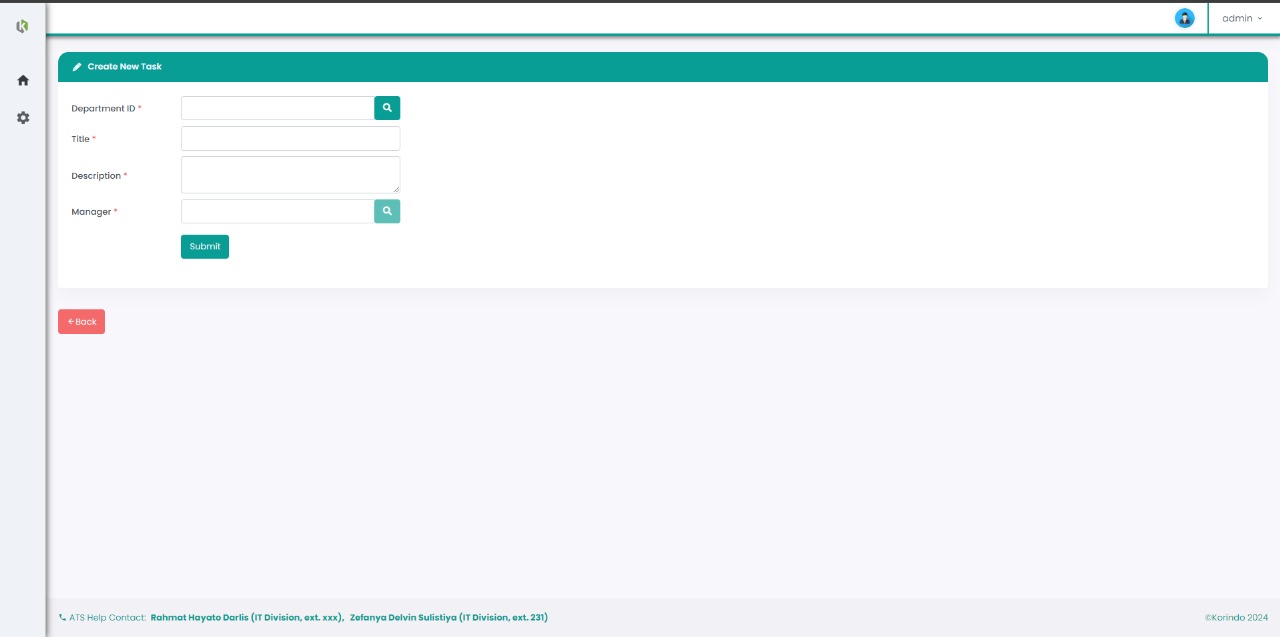 admin
Create New Task
Department ID *
Title *
Description *
Manager *
Submit
←Back
ATS Help Contact: Rahmat Hayato Darlis (IT Division, ext. xxx), Zefanya Delvin Sulistiya (IT Division, ext. 231)
©Korindo 2024